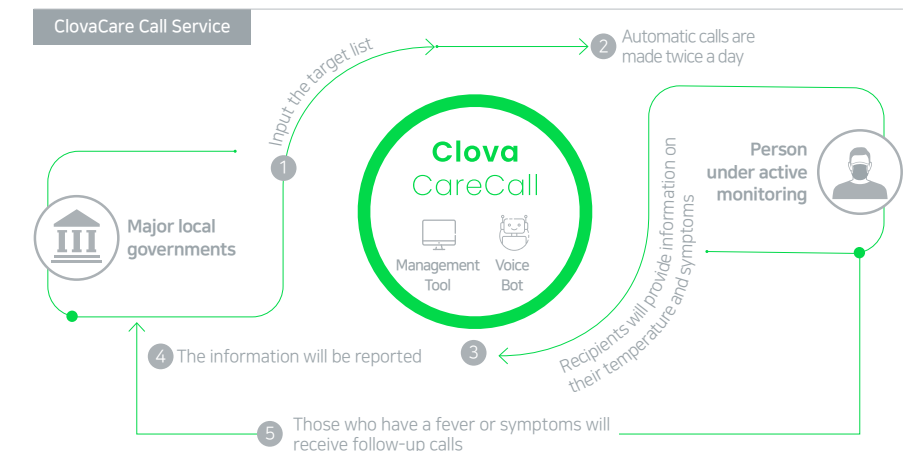 ClovaCare Call Service
Input the target list
1
2
Automatic calls are
made twice a day
Clova
CareCall
Management
Tool
Voice
Bot
Person
under active
monitoring
Major local
governments
Recipients will provide information on
their temperature and symptoms
3
4
The information will be reported
5
Those who have a fever or symptoms will
receive follow-up calls